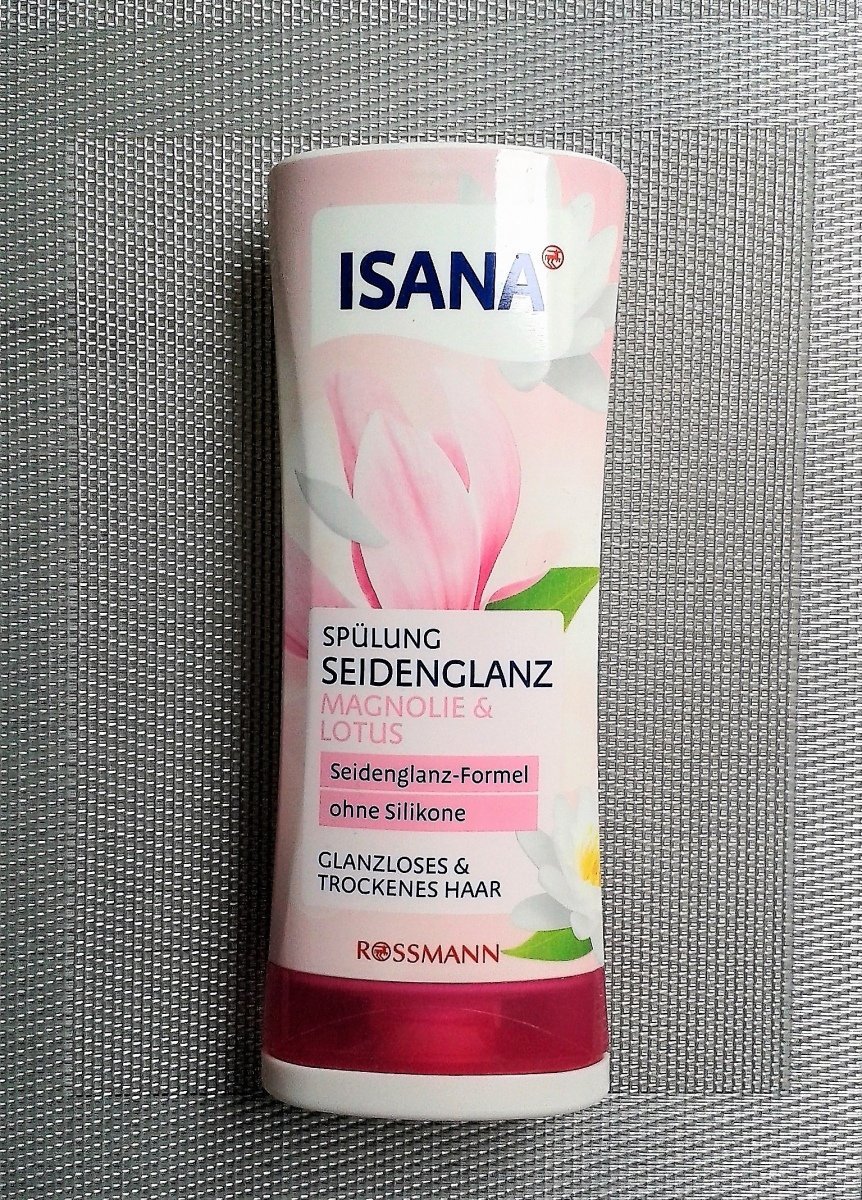 ISANA
SPÜLUNG
SEIDENGLANZ
MAGNOLIE &
LOTUS
Seidenglanz-Formel
ohne Silikone
GLANZLOSES &
TROCKENES HAAR
ROSSMANN